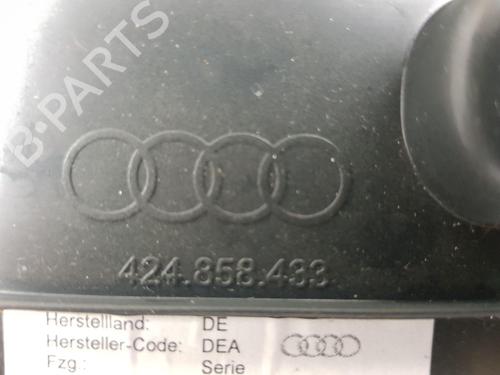 B-PARTS
424.858.433
Herstellland: DE
Hersteller-Code: DEA
Fzg.: Serie